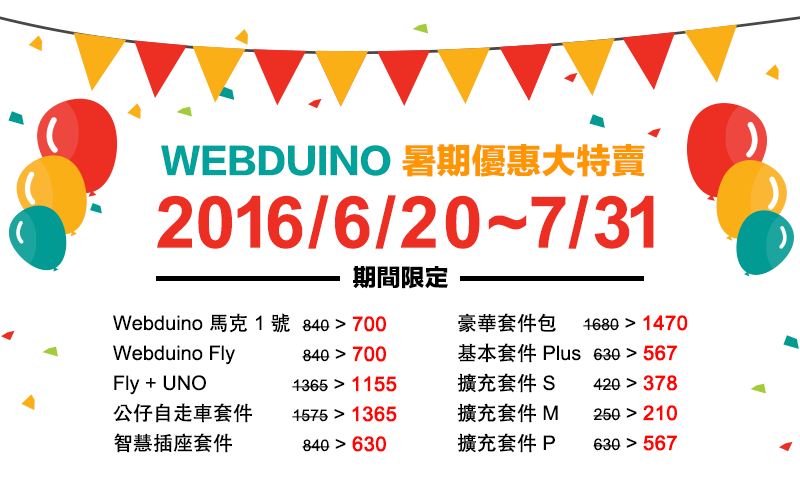 WEBDUINO 暑期優惠大特賣
2016/6/20~7/31
期間限定
Webduino 馬克 1 號 840 > 700
Webduino Fly 840 > 700
Fly + UNO 1365 > 1155
公仔自走車套件 1575 > 1365
智慧插座套件 840 > 630
豪華套件包 1680 > 1470
基本套件 Plus 630 > 567
擴充套件 S 420 > 378
擴充套件 M 250 > 210
擴充套件 P 630 > 567